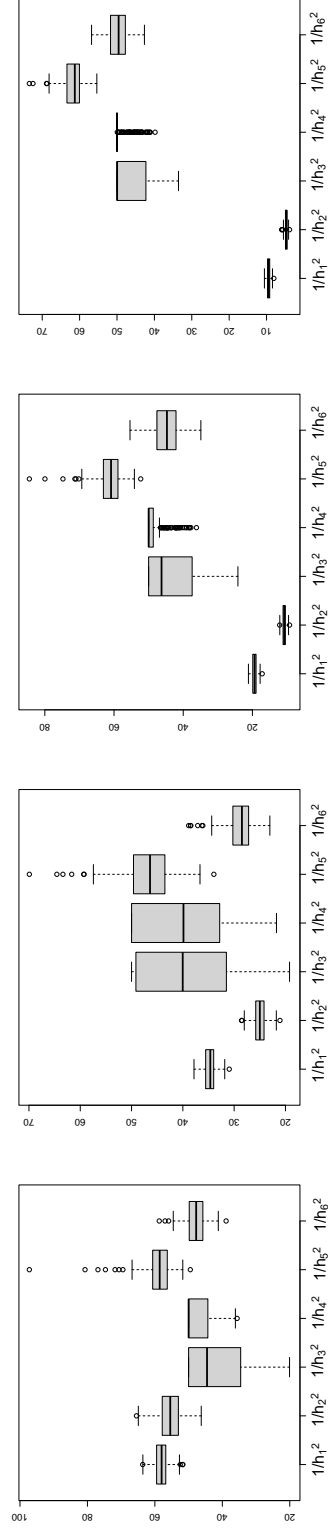 1/h₆²
1/h₅²
1/h₄²
1/h₃²
1/h₂²
1/h₁²
70 60 50 40 30 20 10
1/h₆²
1/h₅²
1/h₄²
1/h₃²
1/h₂²
1/h₁²
80 60 40 20
1/h₆²
1/h₅²
1/h₄²
1/h₃²
1/h₂²
1/h₁²
70 60 50 40 30 20
1/h₆²
1/h₅²
1/h₄²
1/h₃²
1/h₂²
1/h₁²
100 80 60 40 20